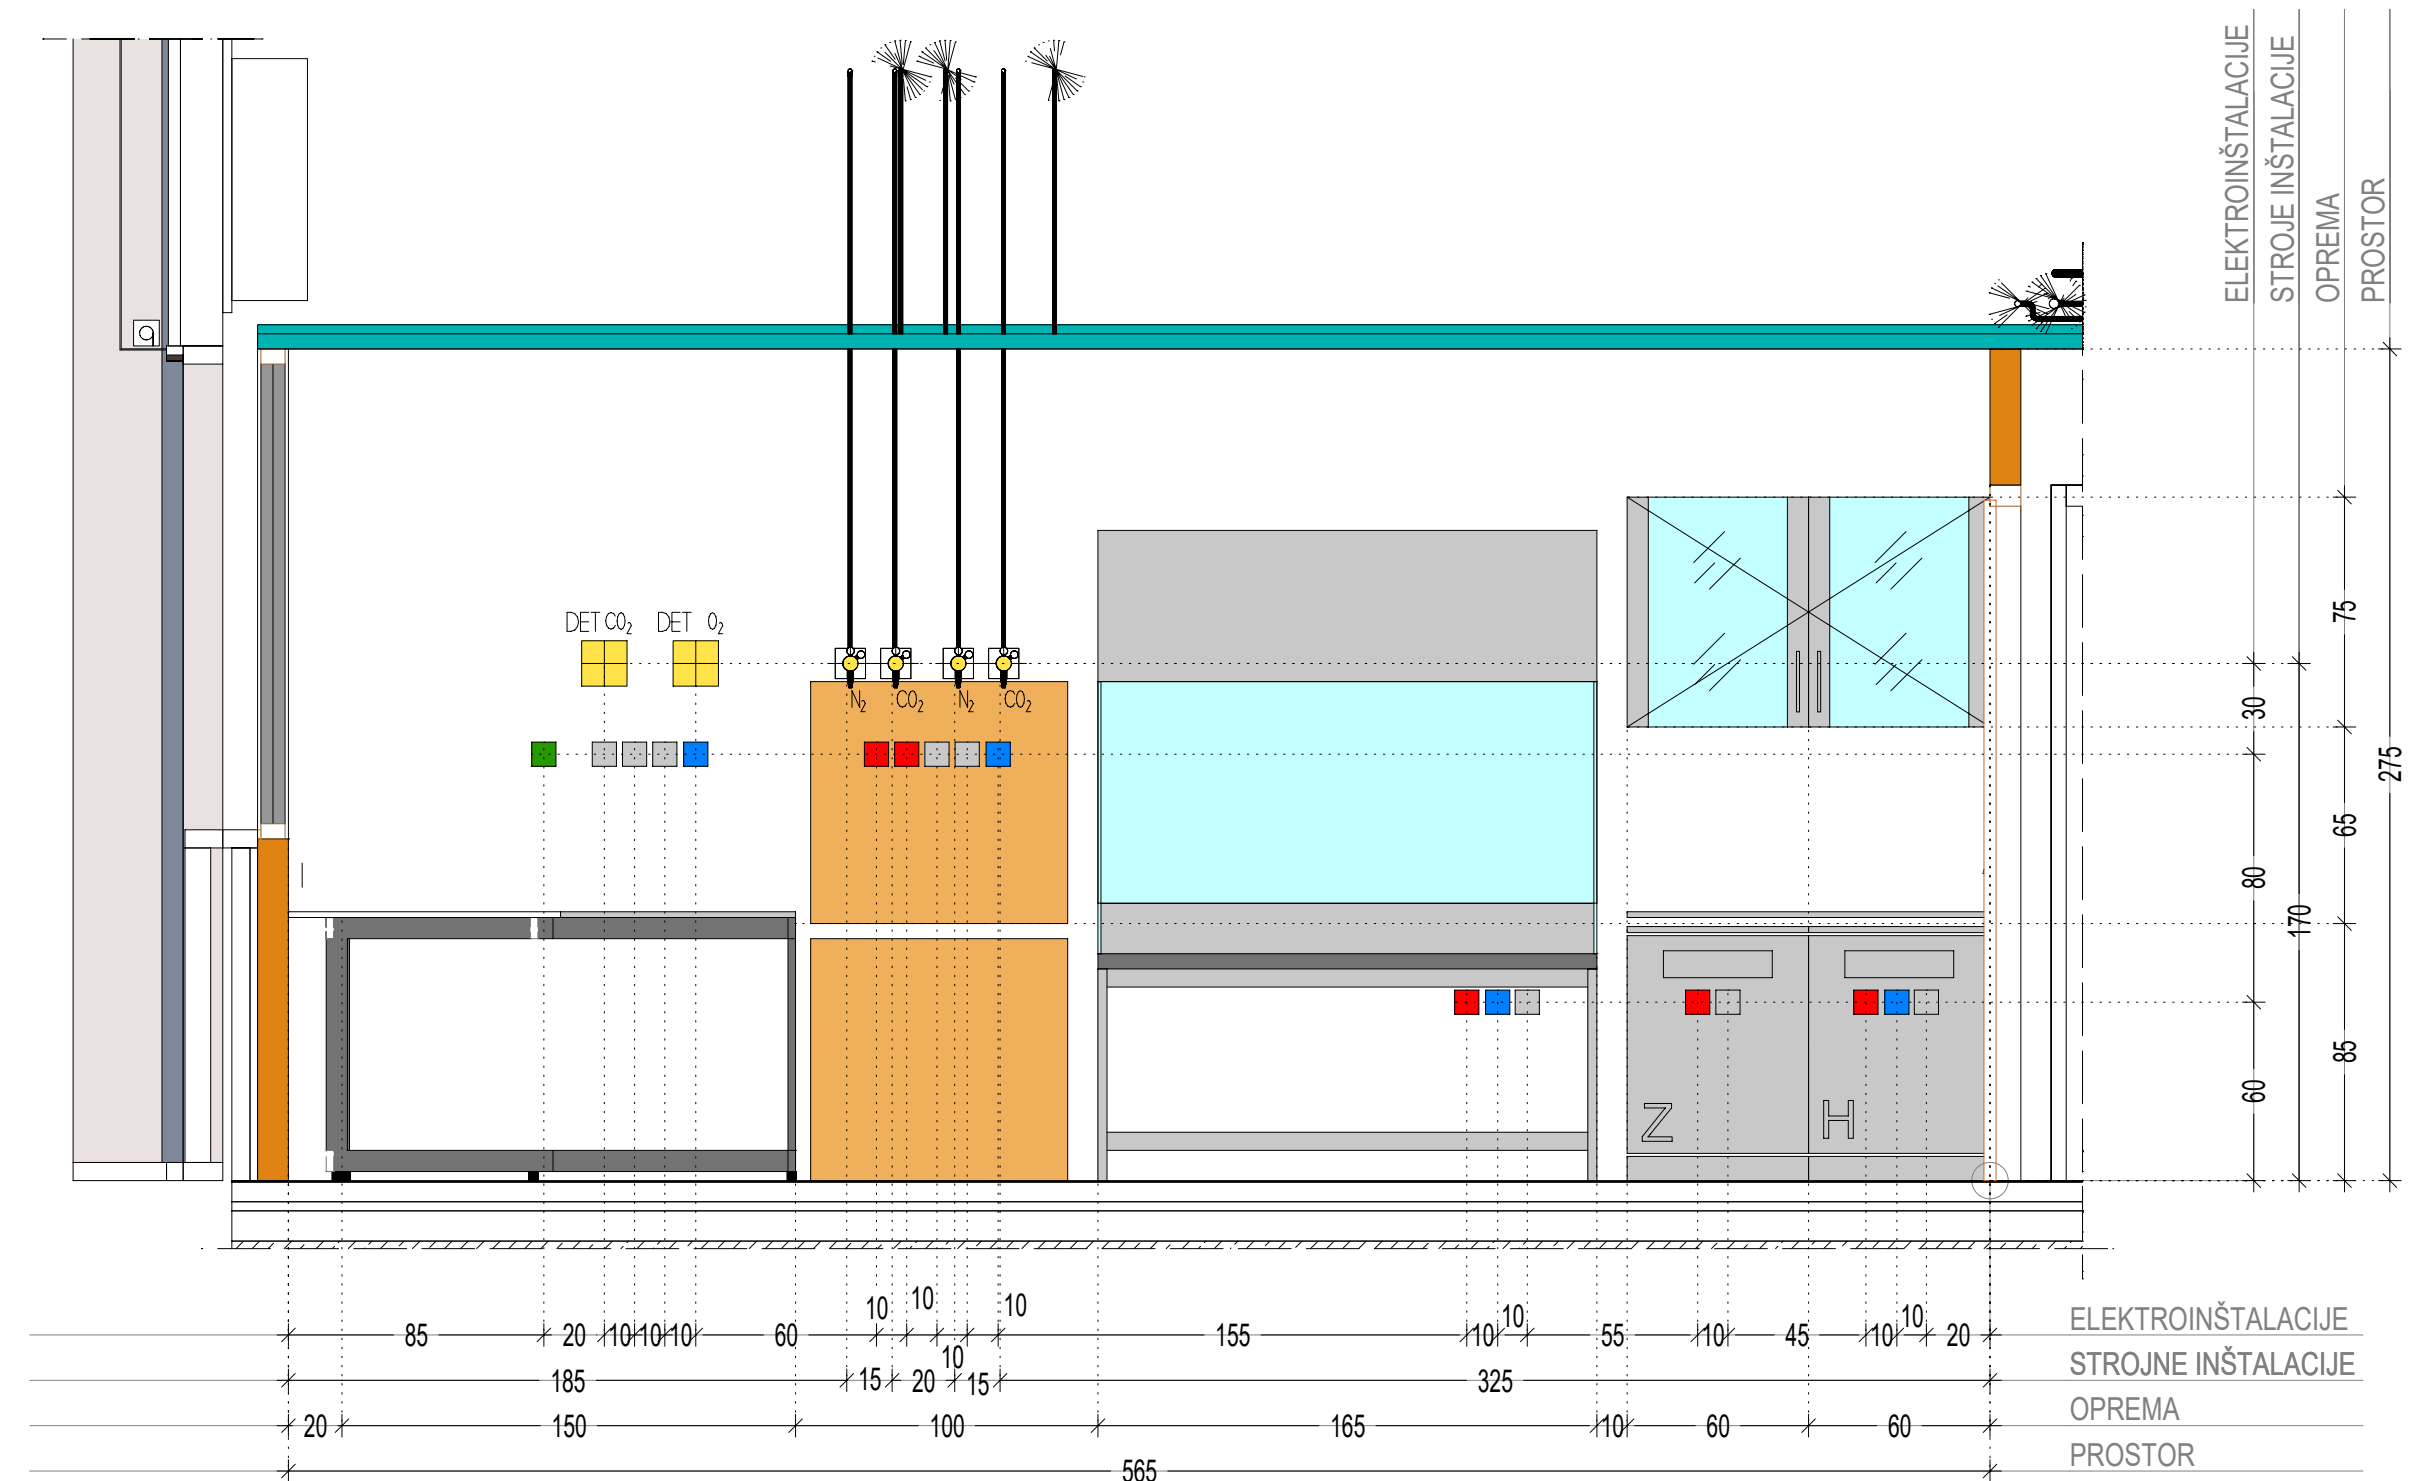 ELEKTROINŠTALACIJE
STROJE INŠTALACIJE
OPREMA
PROSTOR
q
DET CO2 DET O2
N2 CO2 N2 CO2
75
30
275
65
80
170
85
60
Z H
10 10 10 10 10
85 20 10 10 10 60 155 10 55 10 45 10 20 ELEKTROINŠTALACIJE
10
185 15 20 15 325 STROJNE INŠTALACIJE
20 150 100 165 10 60 60 OPREMA
565 PROSTOR